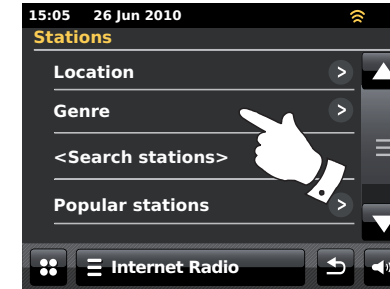 15:05 26 Jun 2010
Stations
Location >
Genre >
<Search stations>
Popular stations >
Internet Radio